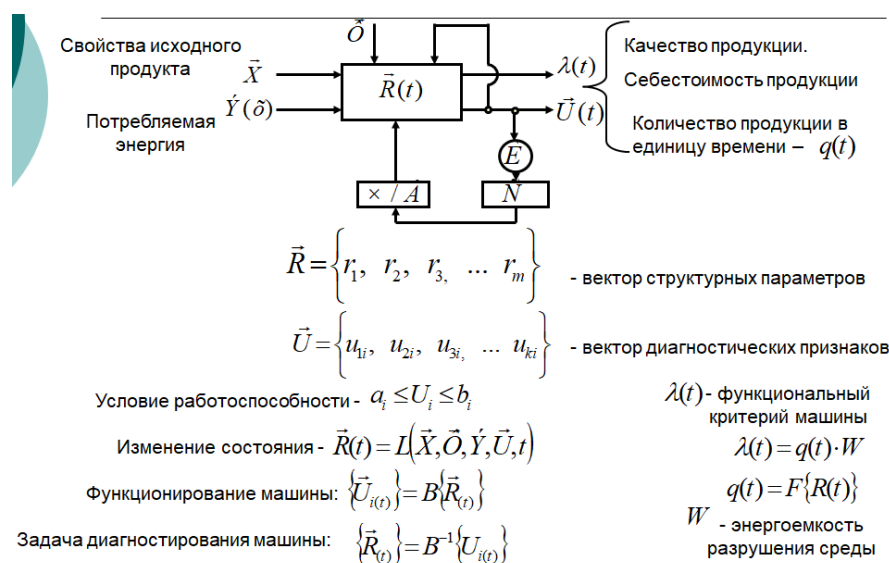 Свойства исходного
продукта
Потребляемая
энергия
X⃗
Ý(õ)
Ő
R⃗(t)
λ(t)
U⃗(t)
E
× / Á
N
Качество продукции.
Себестоимость продукции
Количество продукции в
единицу времени – q(t)
R⃗ = {r₁, r₂, r₃, ... rₘ} - вектор структурных параметров
U⃗ = {u₁ᵢ, u₂ᵢ, u₃ᵢ, ... uₖᵢ} - вектор диагностических признаков
Условие работоспособности - aᵢ ≤ Uᵢ ≤ bᵢ
Изменение состояния - R⃗(t) = L(X⃗, O⃗, Ý, U⃗, t)
Функционирование машины: {U⃗_i(t)} = B{R⃗_(t)}
Задача диагностирования машины: {R⃗_(t)} = B⁻¹{U_i(t)}
λ(t) - функциональный
критерий машины
λ(t) = q(t)·W
q(t) = F{R(t)}
W - энергоемкость
разрушения среды